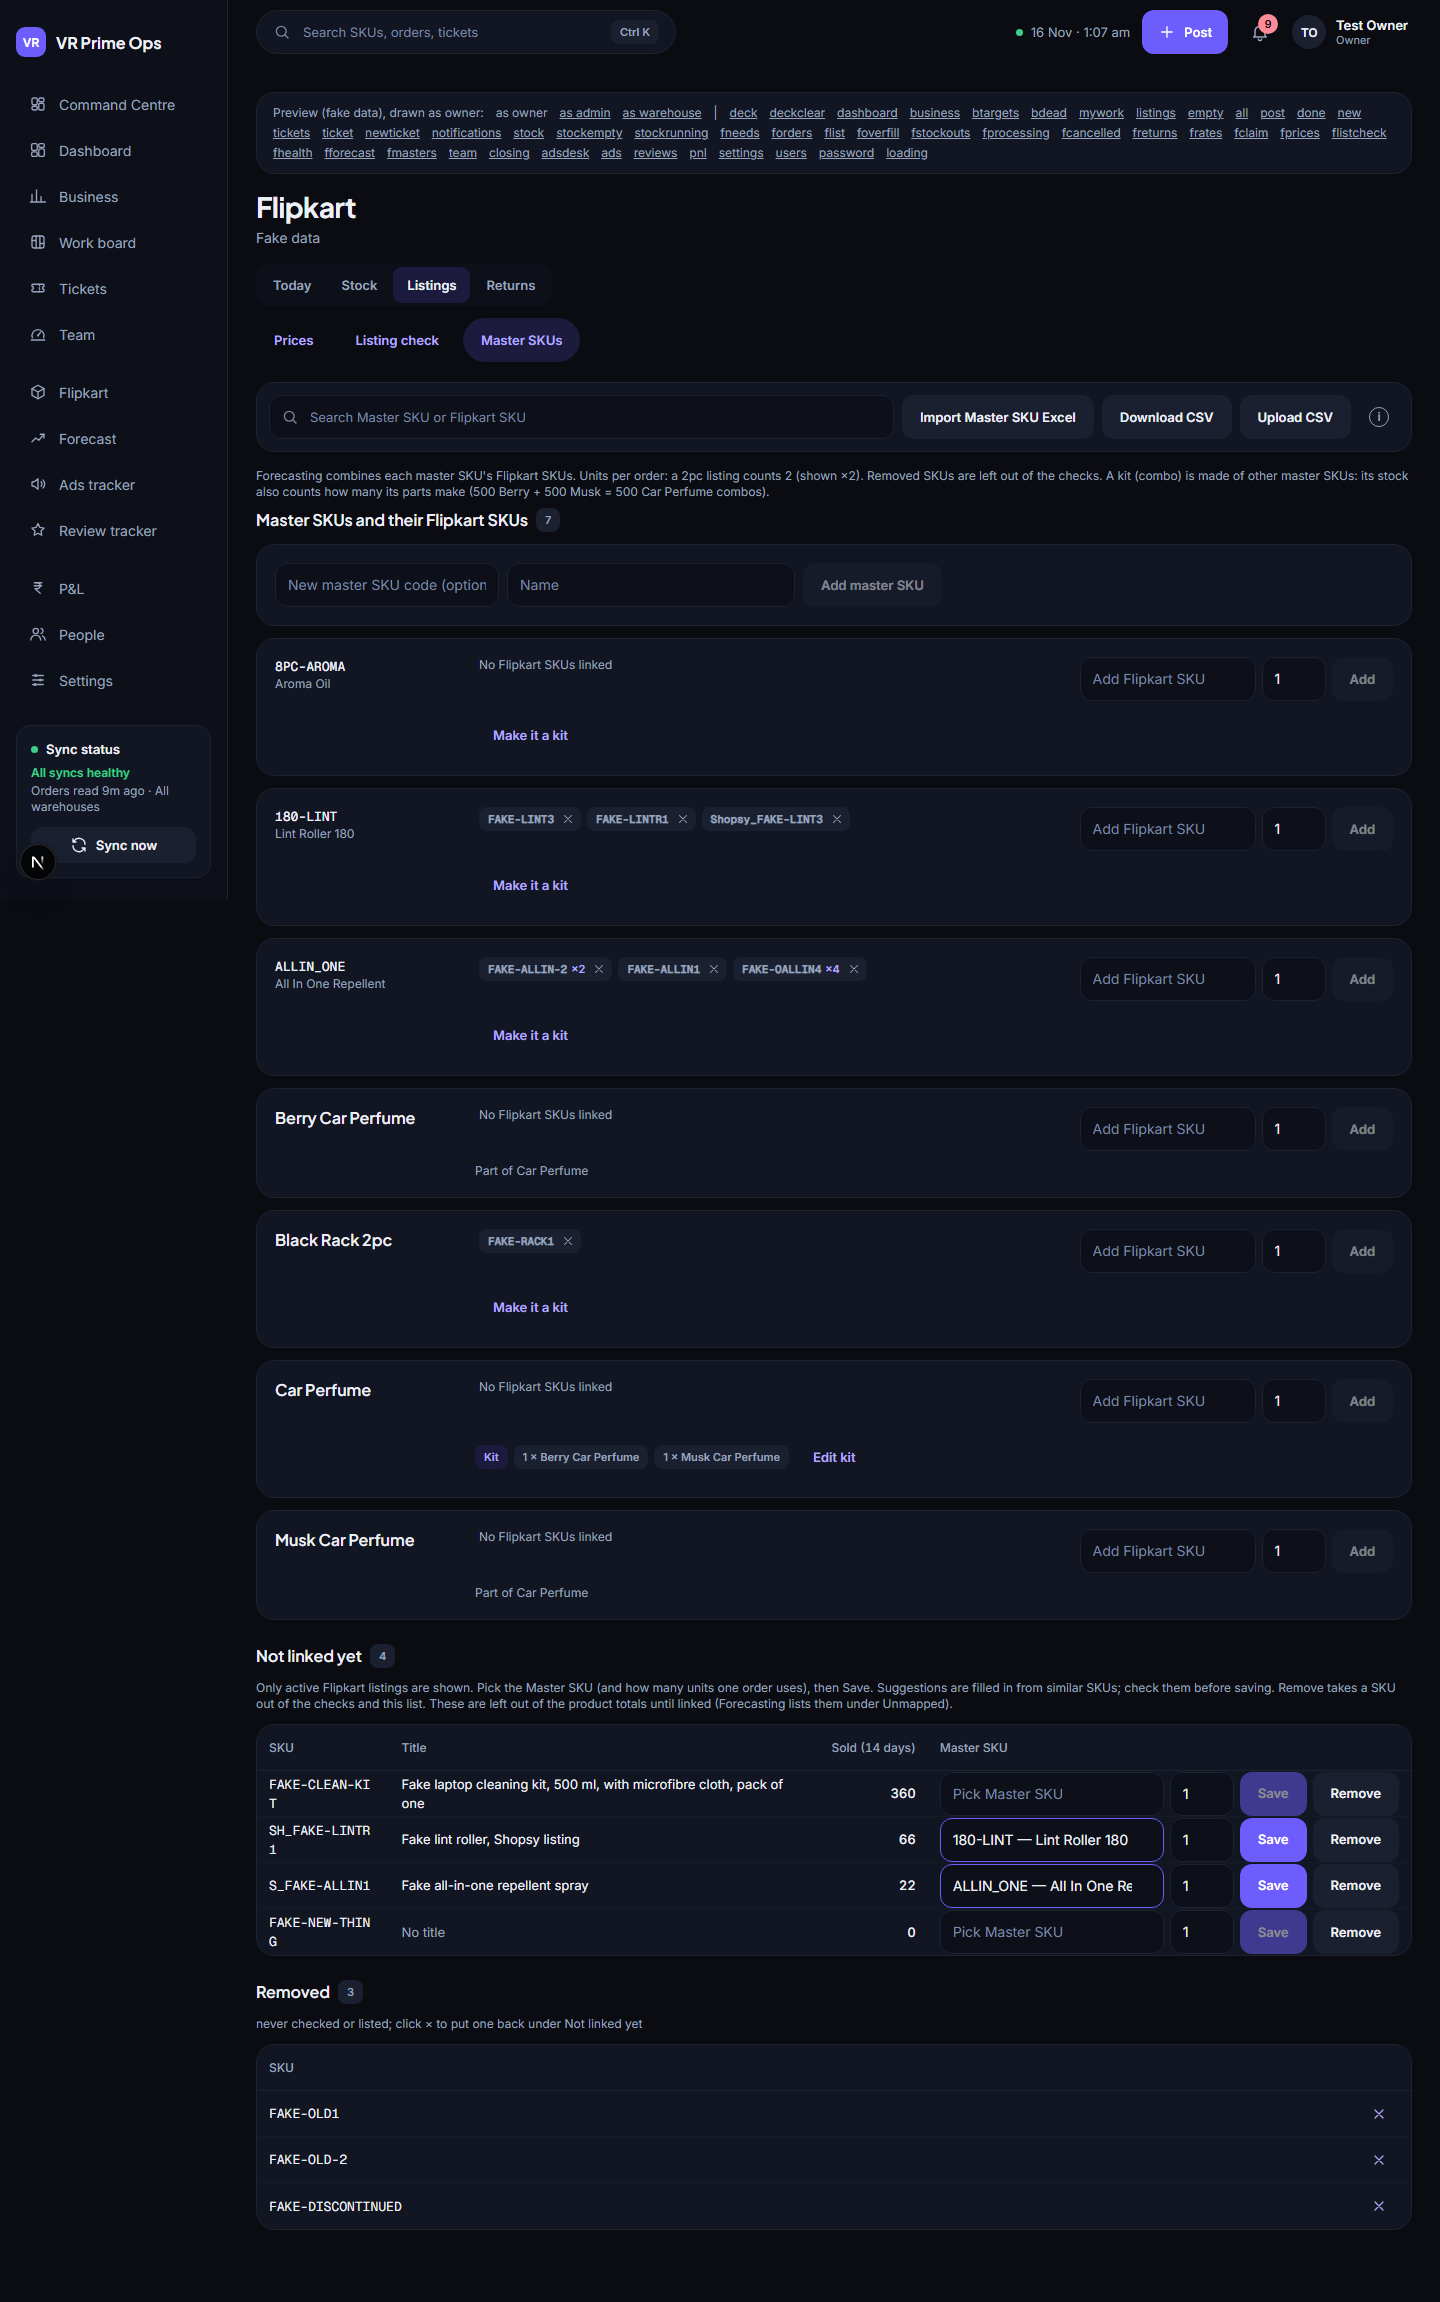 VR VR Prime Ops
Command Centre
Dashboard
Business
Work board
Tickets
Team
Flipkart
Forecast
Ads tracker
Review tracker
₹ P&L
People
Settings
Sync status
All syncs healthy
Orders read 9m ago · All
warehouses
Sync now
N
Search SKUs, orders, tickets Ctrl K
16 Nov · 1:07 am
+ Post
9
TO Test Owner
Owner
Preview (fake data), drawn as owner: as owner as admin as warehouse | deck deckclear dashboard business btargets bdead mywork listings empty all post done new
tickets ticket newticket notifications stock stockempty stockrunning fneeds forders flist foverfill fstockouts fprocessing fcancelled freturns frates fclaim fprices flistcheck
fhealth fforecast fmasters team closing adsdesk ads reviews pnl settings users password loading
Flipkart
Fake data
Today Stock Listings Returns
Prices Listing check Master SKUs
Search Master SKU or Flipkart SKU Import Master SKU Excel Download CSV Upload CSV i
Forecasting combines each master SKU's Flipkart SKUs. Units per order: a 2pc listing counts 2 (shown ×2). Removed SKUs are left out of the checks. A kit (combo) is made of other master SKUs: its stock
also counts how many its parts make (500 Berry + 500 Musk = 500 Car Perfume combos).
Master SKUs and their Flipkart SKUs 7
New master SKU code (option Name Add master SKU
8PC-AROMA No Flipkart SKUs linked Add Flipkart SKU 1 Add
Aroma Oil
Make it a kit
180-LINT FAKE-LINT3 × FAKE-LINTR1 × Shopsy_FAKE-LINT3 × Add Flipkart SKU 1 Add
Lint Roller 180
Make it a kit
ALLIN_ONE FAKE-ALLIN-2 ×2 × FAKE-ALLIN1 × FAKE-OALLIN4 ×4 × Add Flipkart SKU 1 Add
All In One Repellent
Make it a kit
Berry Car Perfume No Flipkart SKUs linked Add Flipkart SKU 1 Add
Part of Car Perfume
Black Rack 2pc FAKE-RACK1 × Add Flipkart SKU 1 Add
Make it a kit
Car Perfume No Flipkart SKUs linked Add Flipkart SKU 1 Add
Kit 1 × Berry Car Perfume 1 × Musk Car Perfume Edit kit
Musk Car Perfume No Flipkart SKUs linked Add Flipkart SKU 1 Add
Part of Car Perfume
Not linked yet 4
Only active Flipkart listings are shown. Pick the Master SKU (and how many units one order uses), then Save. Suggestions are filled in from similar SKUs; check them before saving. Remove takes a SKU
out of the checks and this list. These are left out of the product totals until linked (Forecasting lists them under Unmapped).
SKU Title Sold (14 days) Master SKU
FAKE-CLEAN-KI
T
Fake laptop cleaning kit, 500 ml, with microfibre cloth, pack of
one
360 Pick Master SKU 1 Save Remove
SH_FAKE-LINTR
1
Fake lint roller, Shopsy listing 66 180-LINT — Lint Roller 180 1 Save Remove
S_FAKE-ALLIN1 Fake all-in-one repellent spray 22 ALLIN_ONE — All In One Re 1 Save Remove
FAKE-NEW-THIN
G
No title 0 Pick Master SKU 1 Save Remove
Removed 3
never checked or listed; click × to put one back under Not linked yet
SKU
FAKE-OLD1 ×
FAKE-OLD-2 ×
FAKE-DISCONTINUED ×